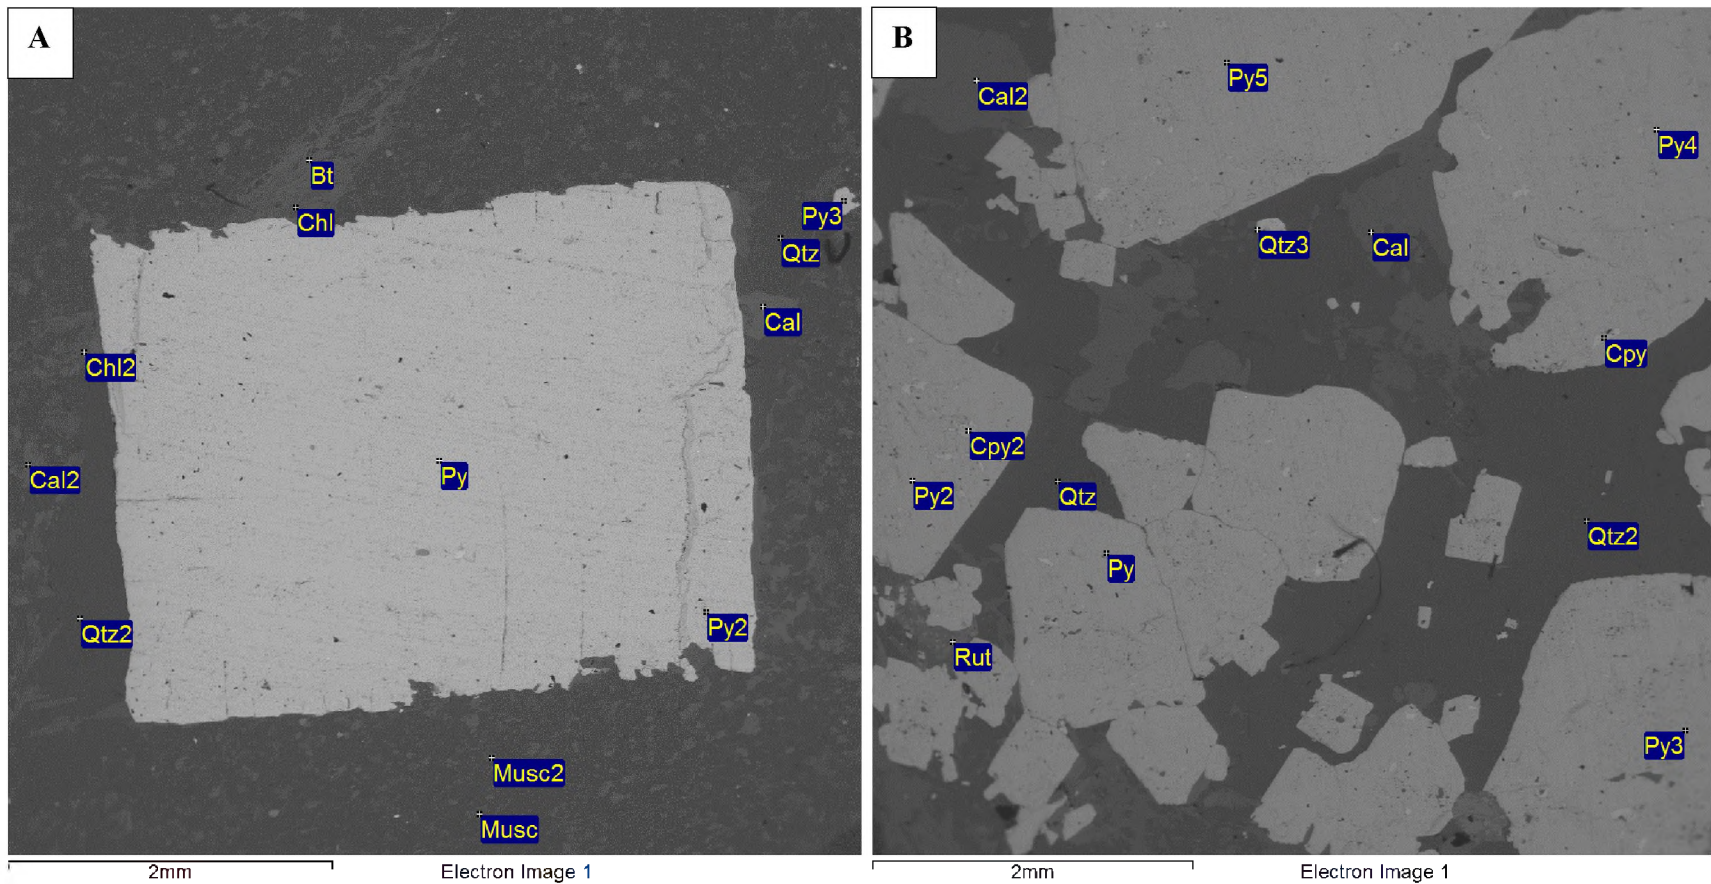 A
Bt
Chl
Py3
Qtz
Cal
Chl2
Cal2
Py
Qtz2
Py2
Musc2
Musc
2mm
Electron Image 1
B
Py5
Cal2
Py4
Qtz3
Cal
Cpy
Cpy2
Py2
Qtz
Qtz2
Py
Rut
Py3
2mm
Electron Image 1